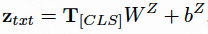 𝐳_{txt} = 𝐓_{[CLS]}W^Z + b^Z.